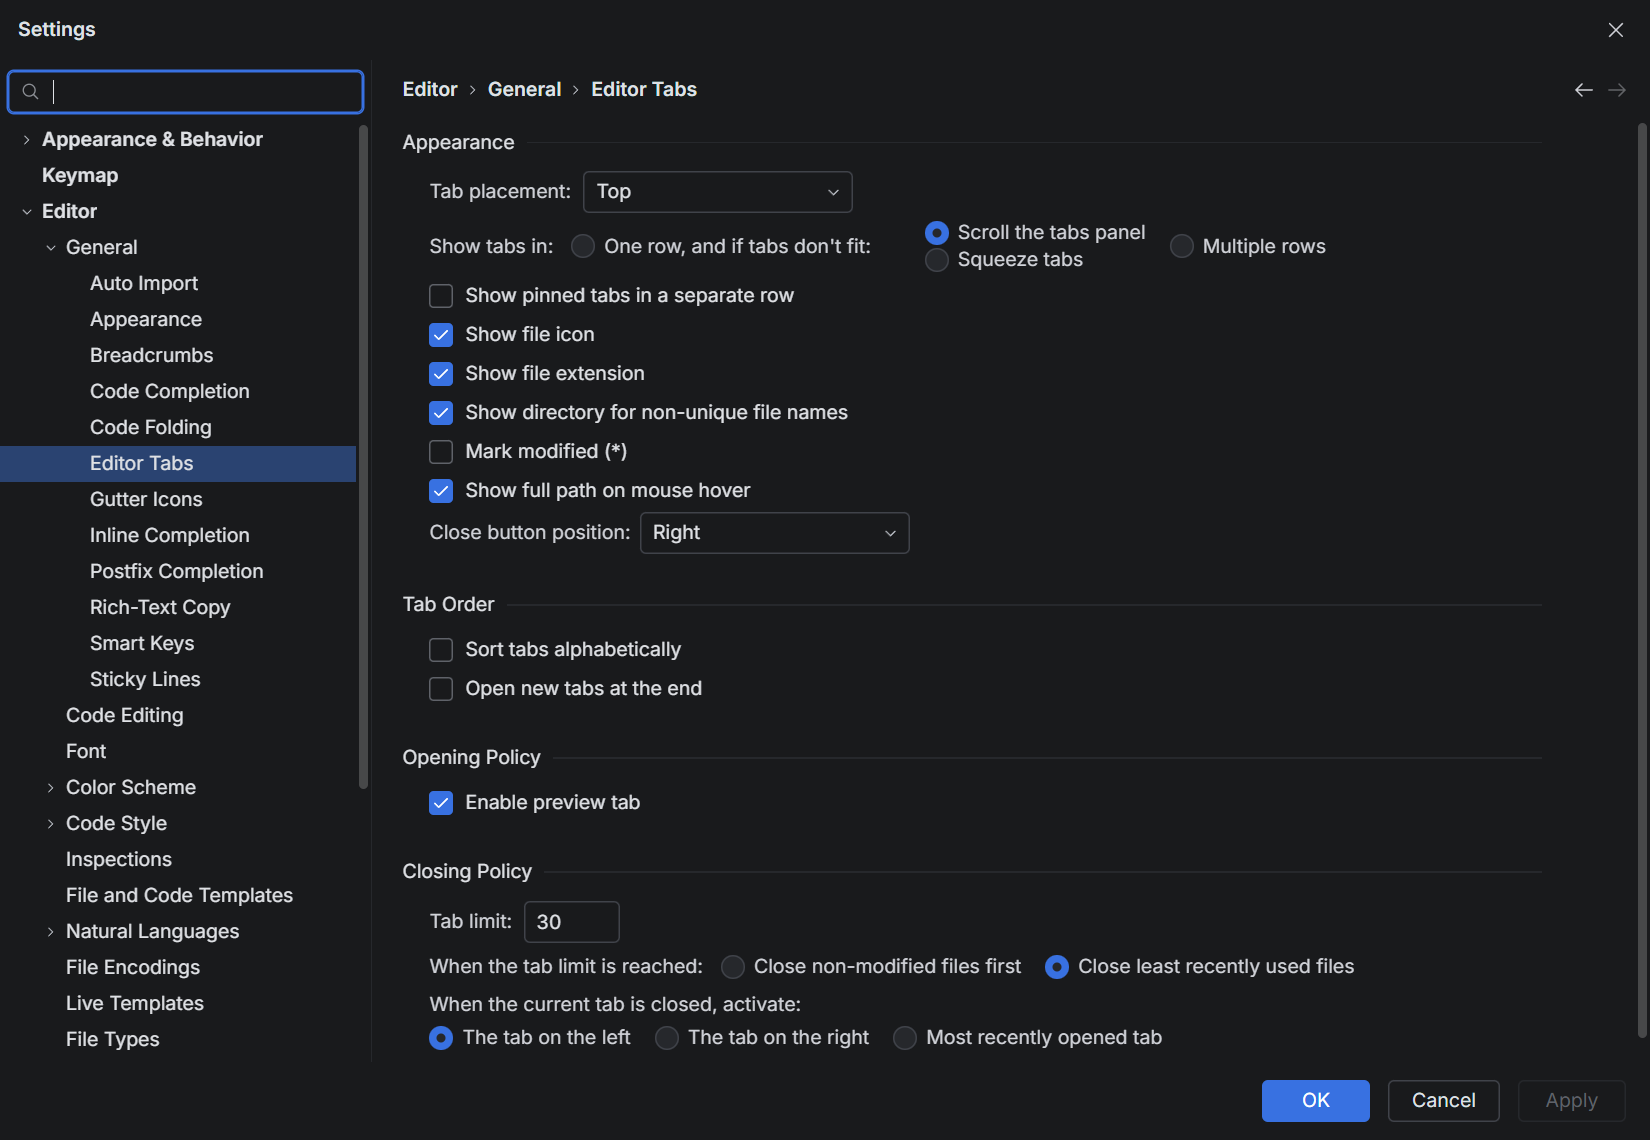 Settings
Appearance & Behavior
Keymap
Editor
General
Auto Import
Appearance
Breadcrumbs
Code Completion
Code Folding
Editor Tabs
Gutter Icons
Inline Completion
Postfix Completion
Rich-Text Copy
Smart Keys
Sticky Lines
Code Editing
Font
Color Scheme
Code Style
Inspections
File and Code Templates
Natural Languages
File Encodings
Live Templates
File Types
Editor › General › Editor Tabs
Appearance
Tab placement: Top
Show tabs in: One row, and if tabs don't fit: Scroll the tabs panel
Squeeze tabs
Multiple rows
Show pinned tabs in a separate row
Show file icon
Show file extension
Show directory for non-unique file names
Mark modified (*)
Show full path on mouse hover
Close button position: Right
Tab Order
Sort tabs alphabetically
Open new tabs at the end
Opening Policy
Enable preview tab
Closing Policy
Tab limit: 30
When the tab limit is reached: Close non-modified files first Close least recently used files
When the current tab is closed, activate:
The tab on the left The tab on the right Most recently opened tab
OK Cancel Apply